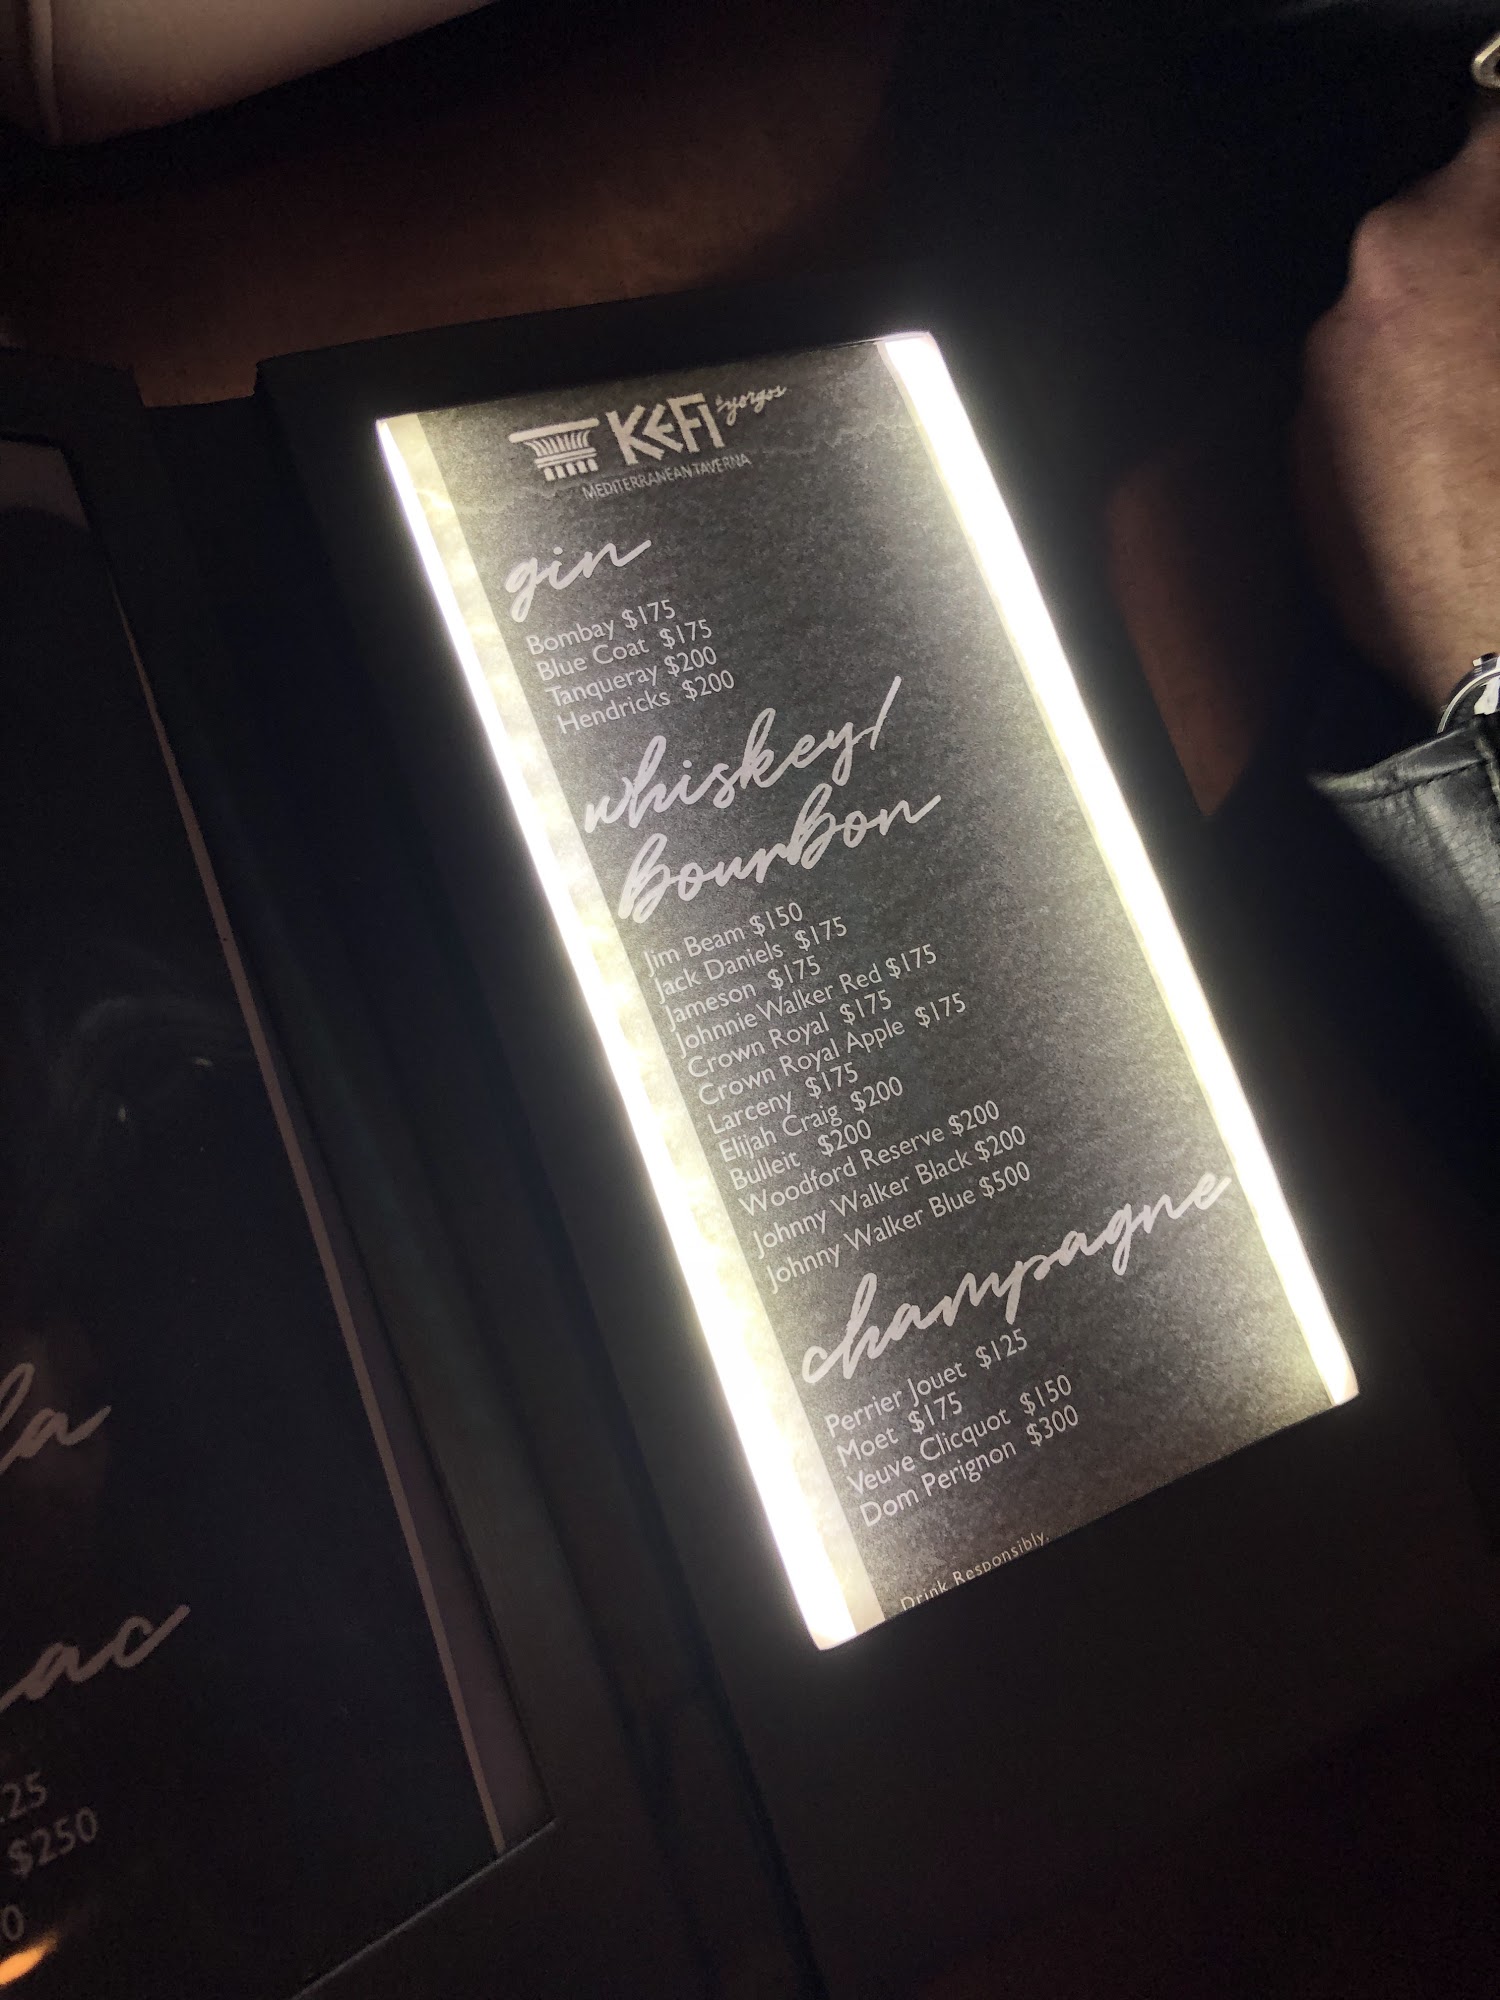 KEFI by yorgos
MEDITERRANEAN TAVERNA
gin
Bombay $175
Blue Coat $175
Tanqueray $200
Hendricks $200
whiskey/
bourbon
Jim Beam $150
Jack Daniels $175
Jameson $175
Johnnie Walker Red $175
Crown Royal $175
Crown Royal Apple $175
Larceny $175
Elijah Craig $200
Bulleit $200
Woodford Reserve $200
Johnny Walker Black $200
Johnny Walker Blue $500
champagne
Perrier Jouet $125
Moet $175
Veuve Clicquot $150
Dom Perignon $300
Drink Responsibly.
$250